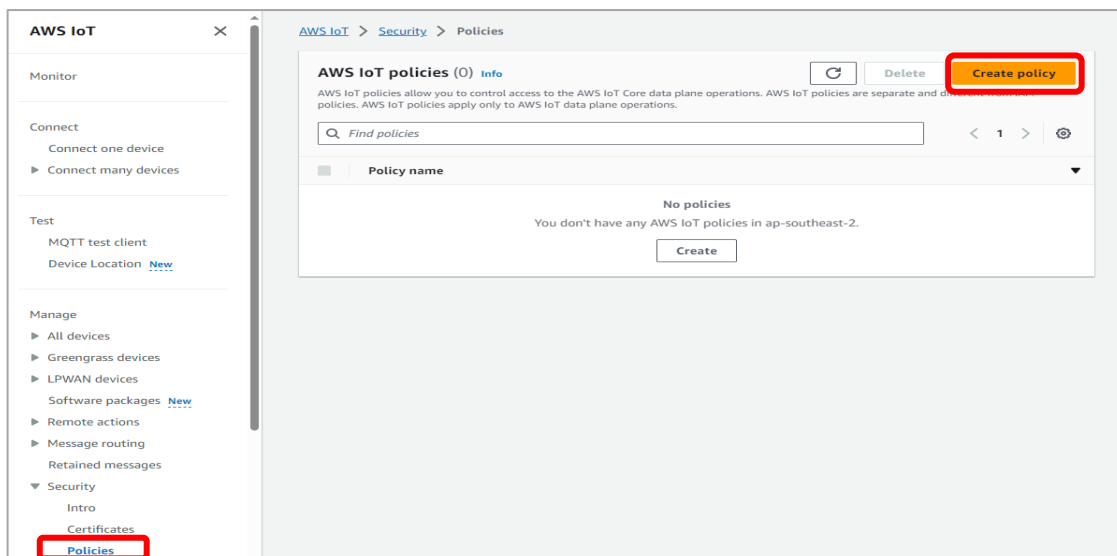 AWS IoT
Monitor
Connect
Connect one device
Connect many devices
Test
MQTT test client
Device Location New
Manage
All devices
Greengrass devices
LPWAN devices
Software packages New
Remote actions
Message routing
Retained messages
Security
Intro
Certificates
Policies
AWS IoT > Security > Policies
AWS IoT policies (0) Info
Delete
Create policy
AWS IoT policies allow you to control access to the AWS IoT Core data plane operations. AWS IoT policies are separate and
policies. AWS IoT policies apply only to AWS IoT data plane operations.
Find policies
< 1 >
Policy name
No policies
You don't have any AWS IoT policies in ap-southeast-2.
Create